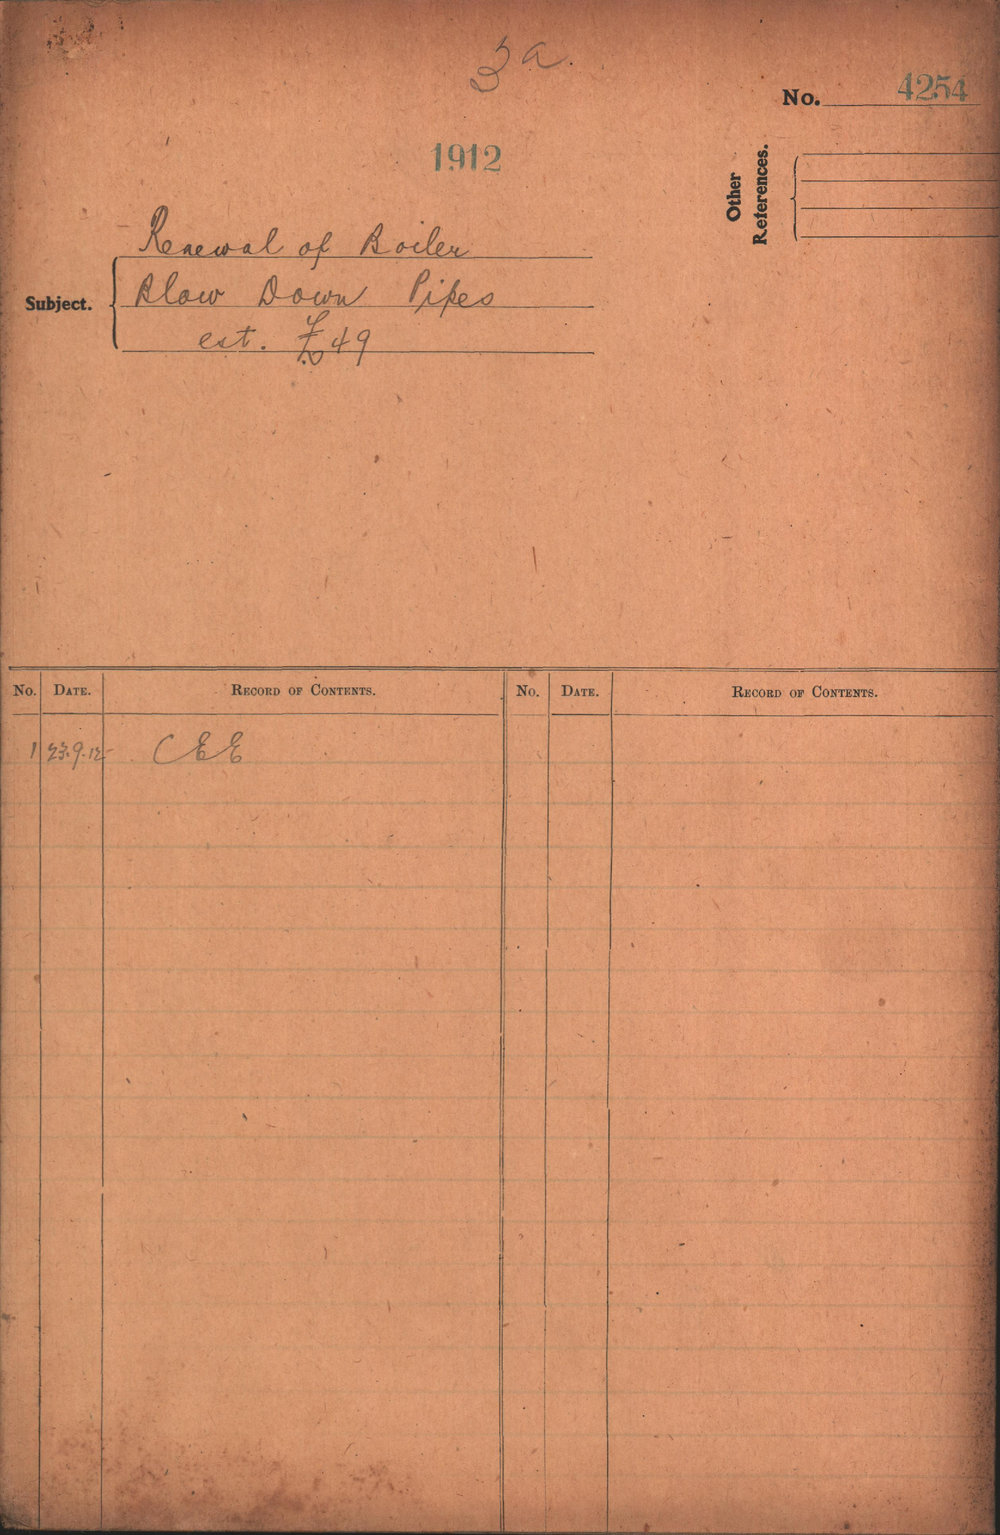 3a.
No. 4254
1912
Other
References.
Subject.
Renewal of Boiler
Blow Down Pipes
est. £49
No. Date. Record of Contents. No. Date. Record of Contents.
1 23.9.12 CEE